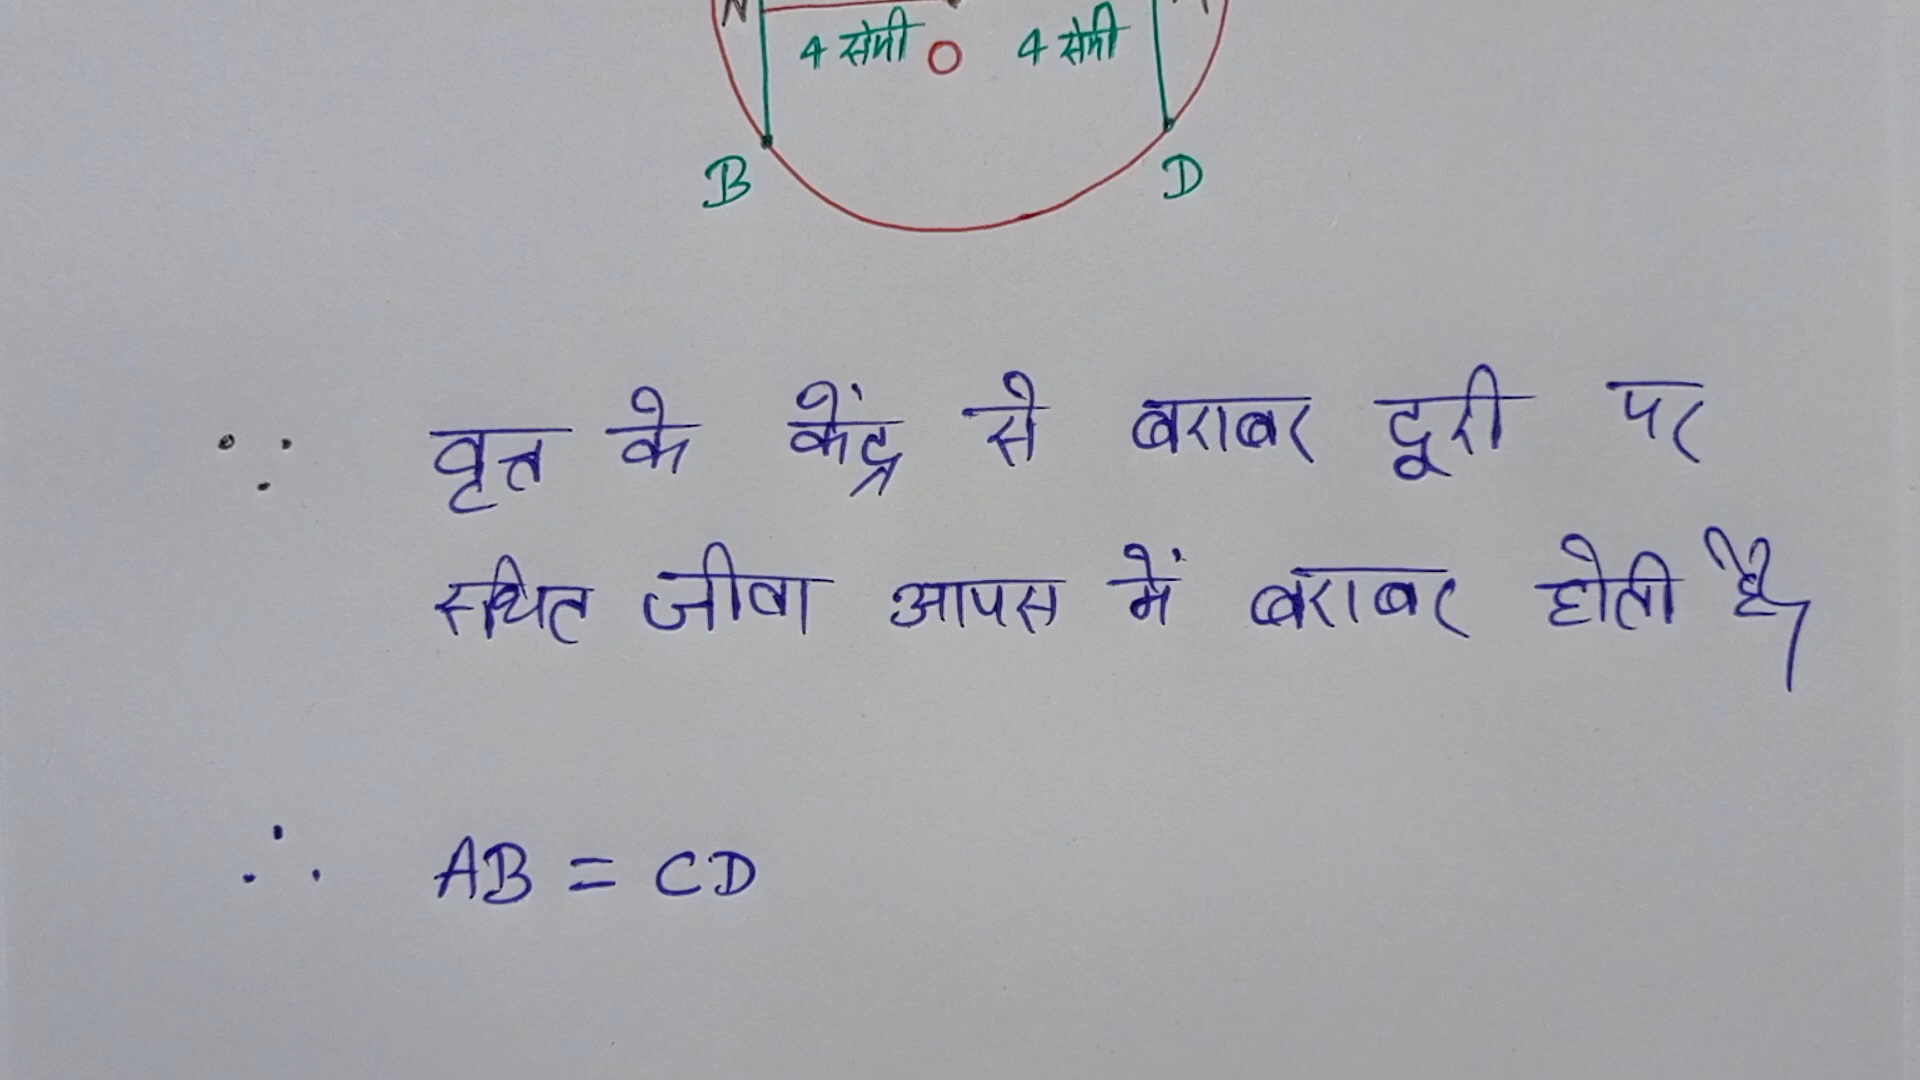 4 सेमी O 4 सेमी
B D
∵ वृत्त के केंद्र से बराबर दूरी पर
स्थित जीवा आपस में बराबर होती है,
∴ AB = CD